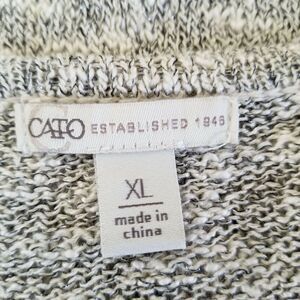 CATO ESTABLISHED 1946
XL
made in
china